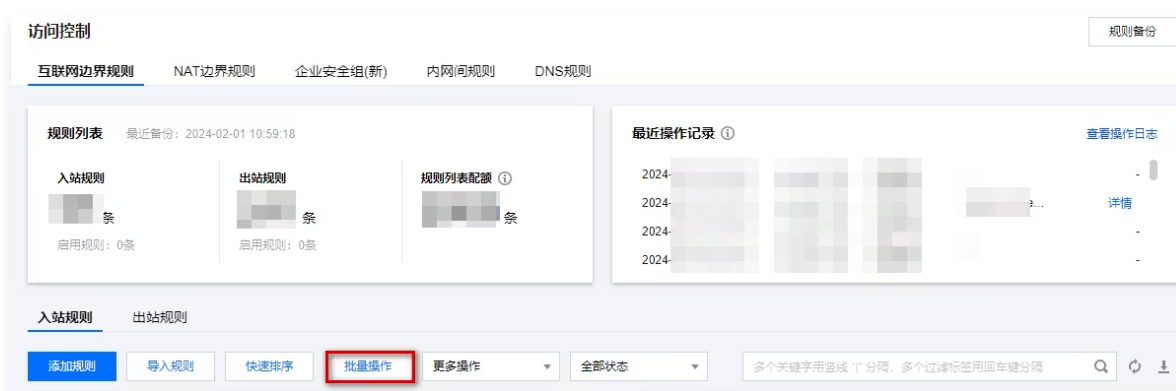 访问控制
规则备份
互联网边界规则 NAT边界规则 企业安全组(新) 内网间规则 DNS规则
规则列表 最近备份：2024-02-01 10:59:18
最近操作记录 查看操作日志
入站规则 出站规则 规则列表配额
条 条 条
启用规则：0条 启用规则：0条
2024- -
2024- e... 详情
2024- -
2024- -
入站规则 出站规则
添加规则 导入规则 快速排序 批量操作 更多操作 全部状态 多个关键字用竖线 "|" 分隔，多个过滤标签用回车键分隔